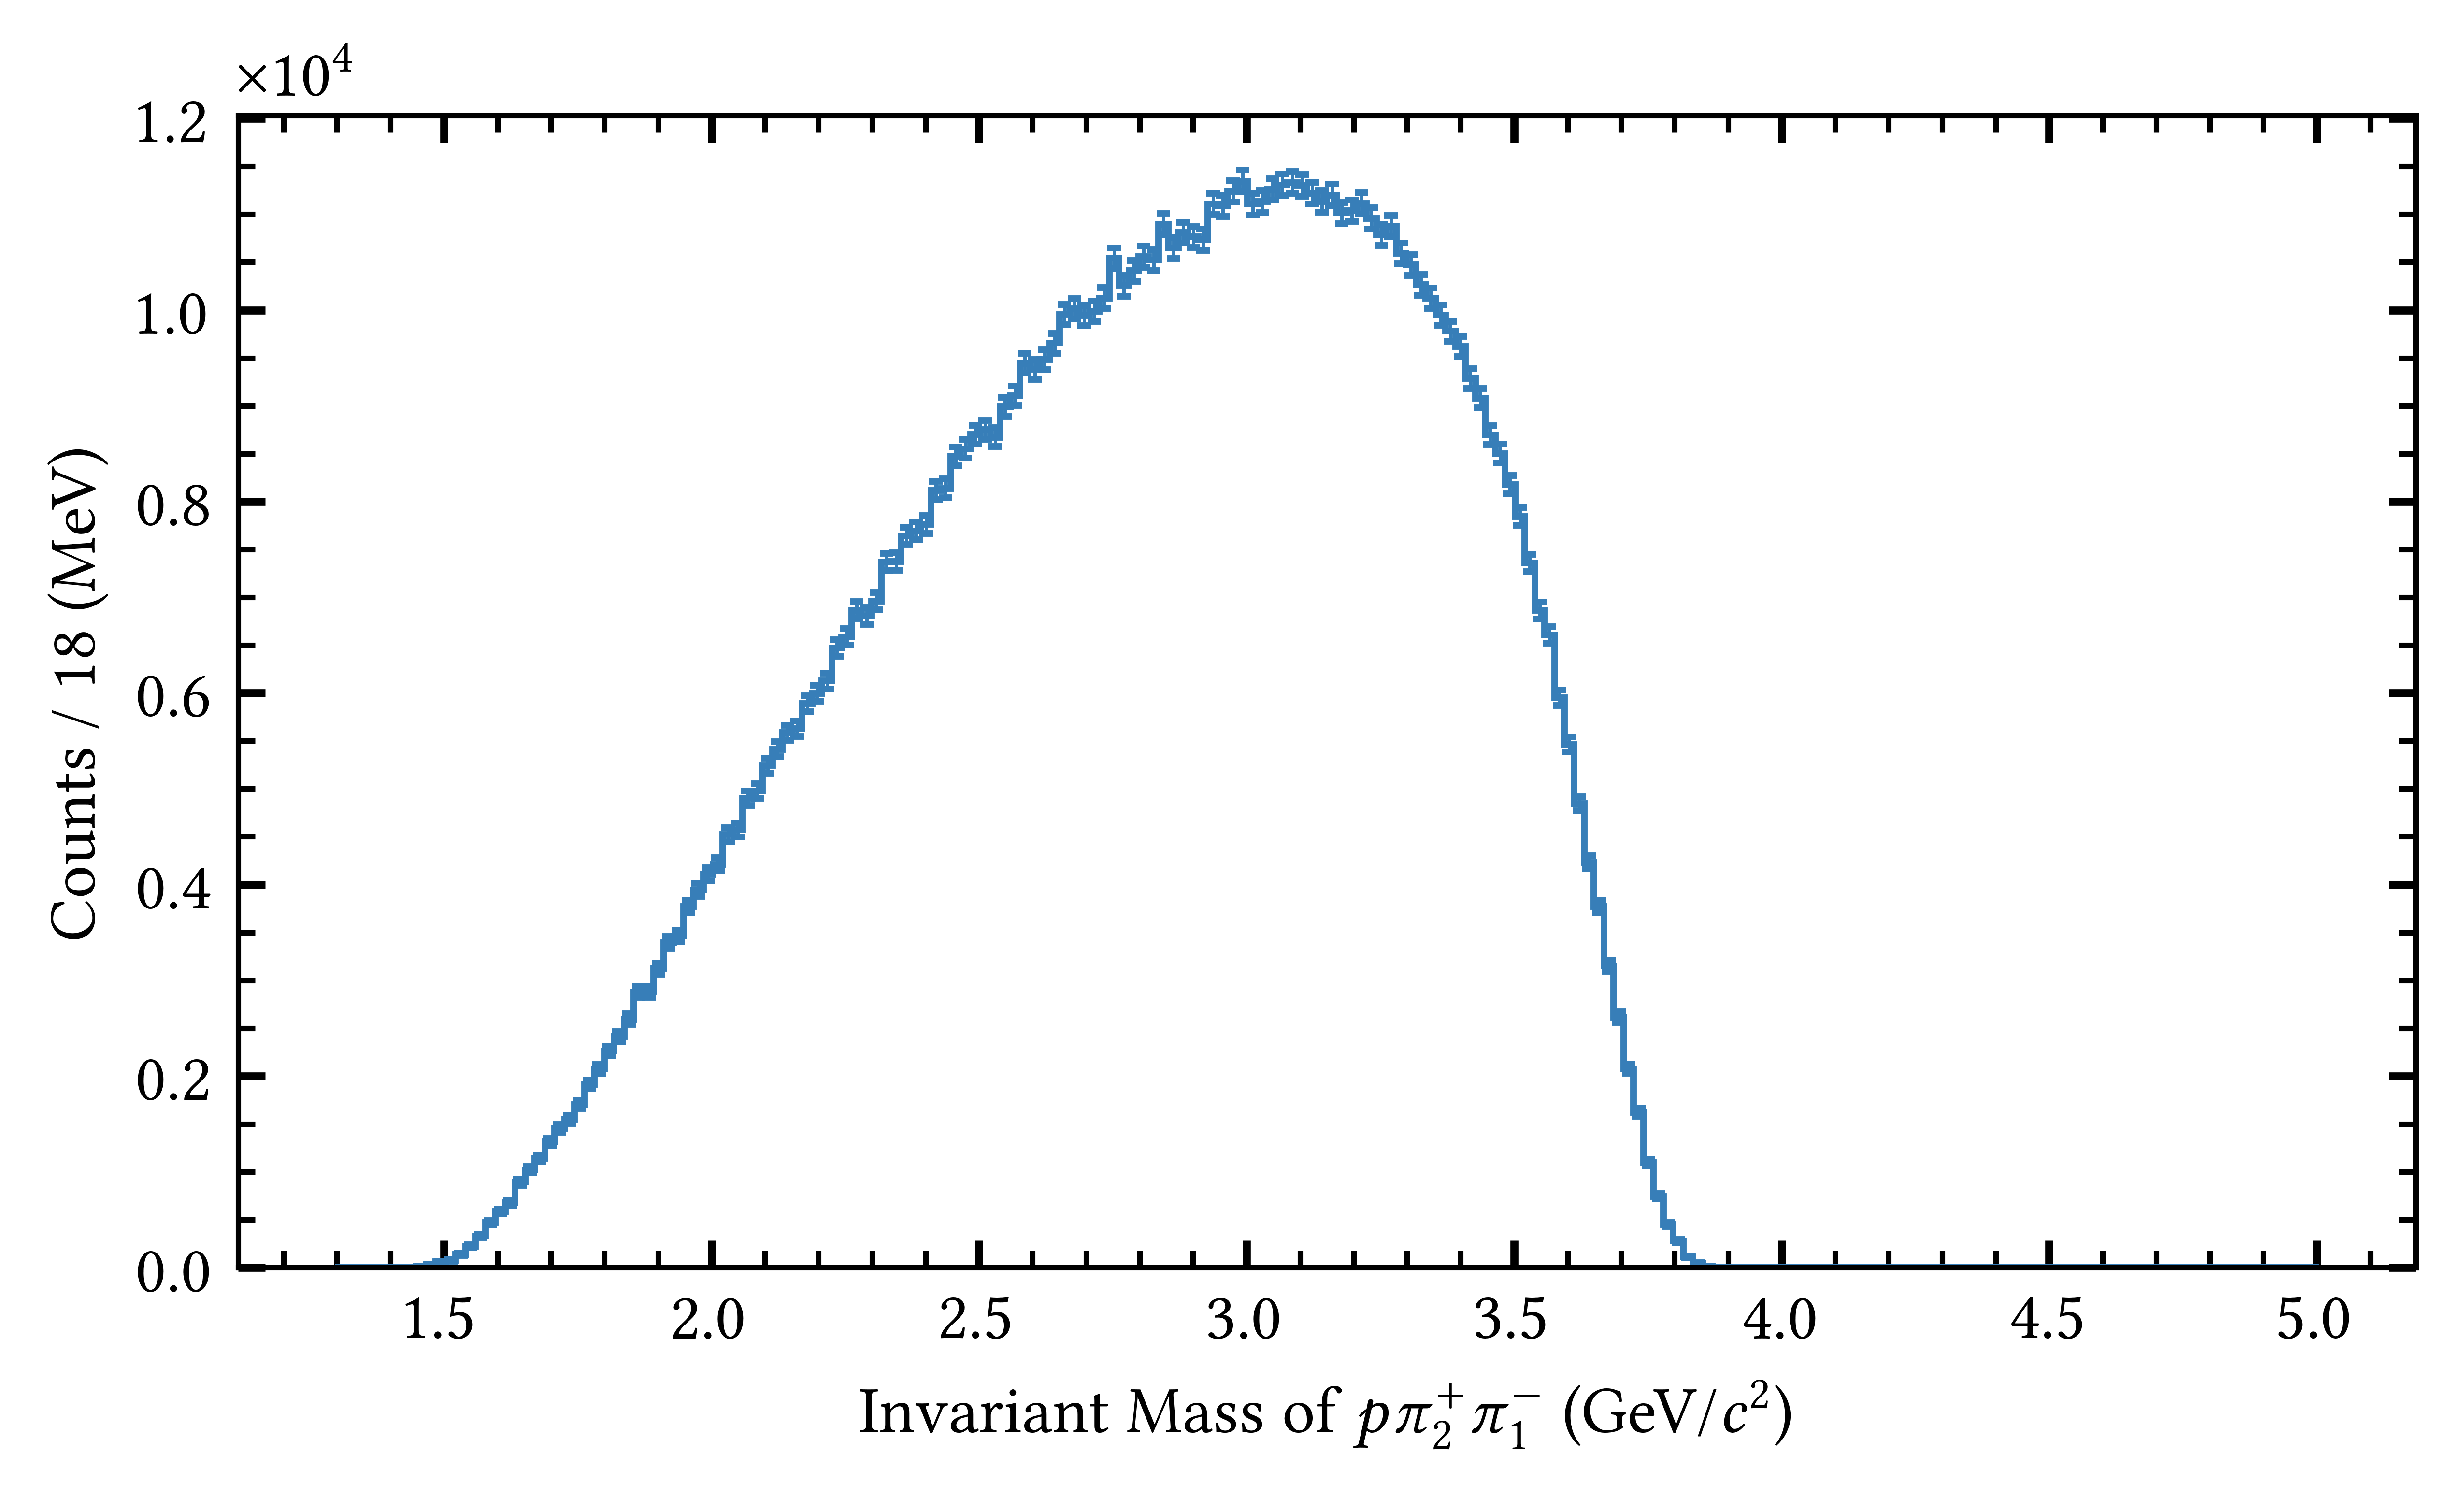 ×10⁴
1.2
1.0
0.8
0.6
0.4
0.2
0.0
Counts / 18 (MeV)
1.5 2.0 2.5 3.0 3.5 4.0 4.5 5.0
Invariant Mass of pπ₂⁺π₁⁻ (GeV/c²)